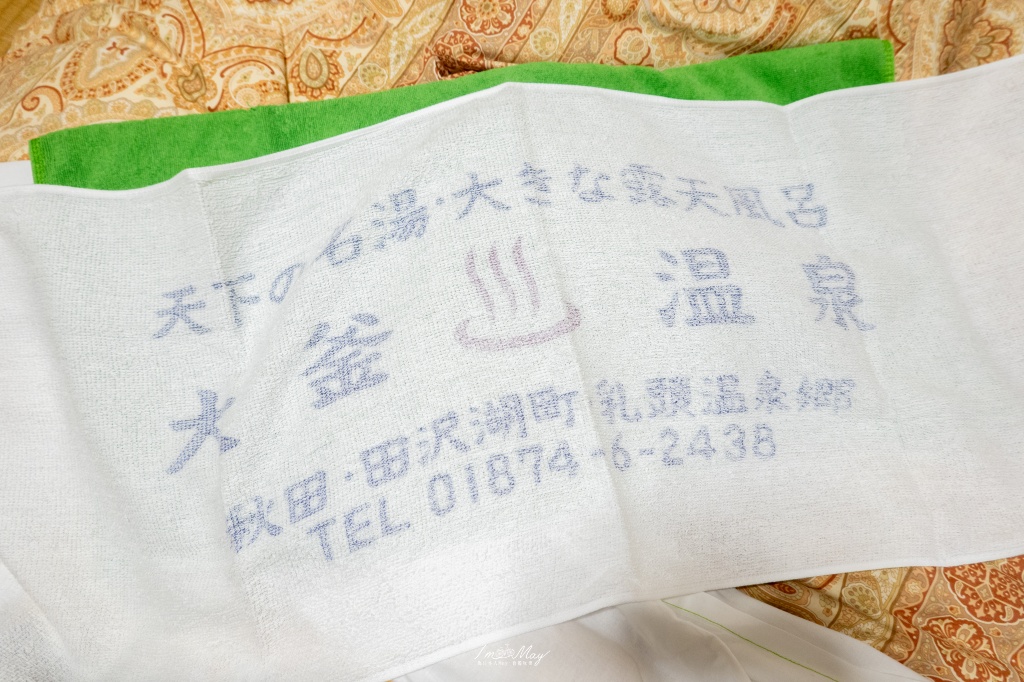 天下の名湯・大きな露天風呂
大釜 ♨ 温泉
秋田・田沢湖町 乳頭温泉郷
TEL 01874-6-2438
I'm May